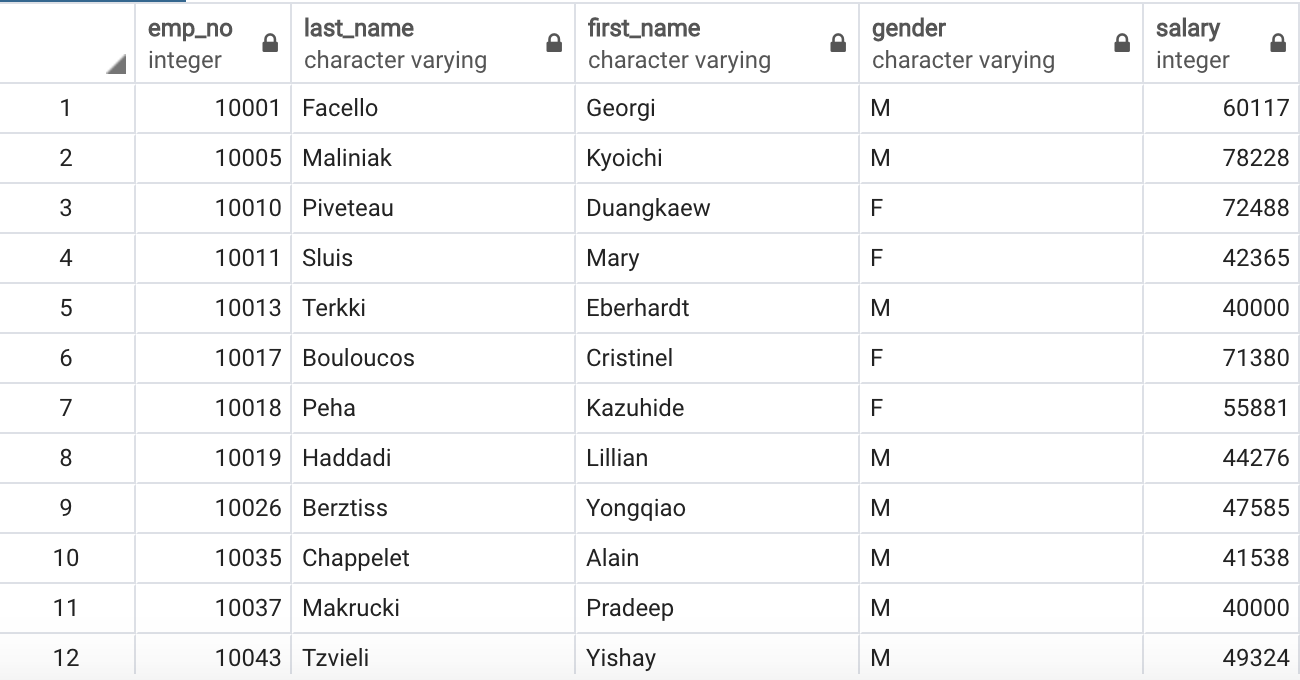 emp_no last_name first_name gender salary
integer character varying character varying character varying integer
1 10001 Facello Georgi M 60117
2 10005 Maliniak Kyoichi M 78228
3 10010 Piveteau Duangkaew F 72488
4 10011 Sluis Mary F 42365
5 10013 Terkki Eberhardt M 40000
6 10017 Bouloucos Cristinel F 71380
7 10018 Peha Kazuhide F 55881
8 10019 Haddadi Lillian M 44276
9 10026 Berztiss Yongqiao M 47585
10 10035 Chappelet Alain M 41538
11 10037 Makrucki Pradeep M 40000
12 10043 Tzvieli Yishay M 49324